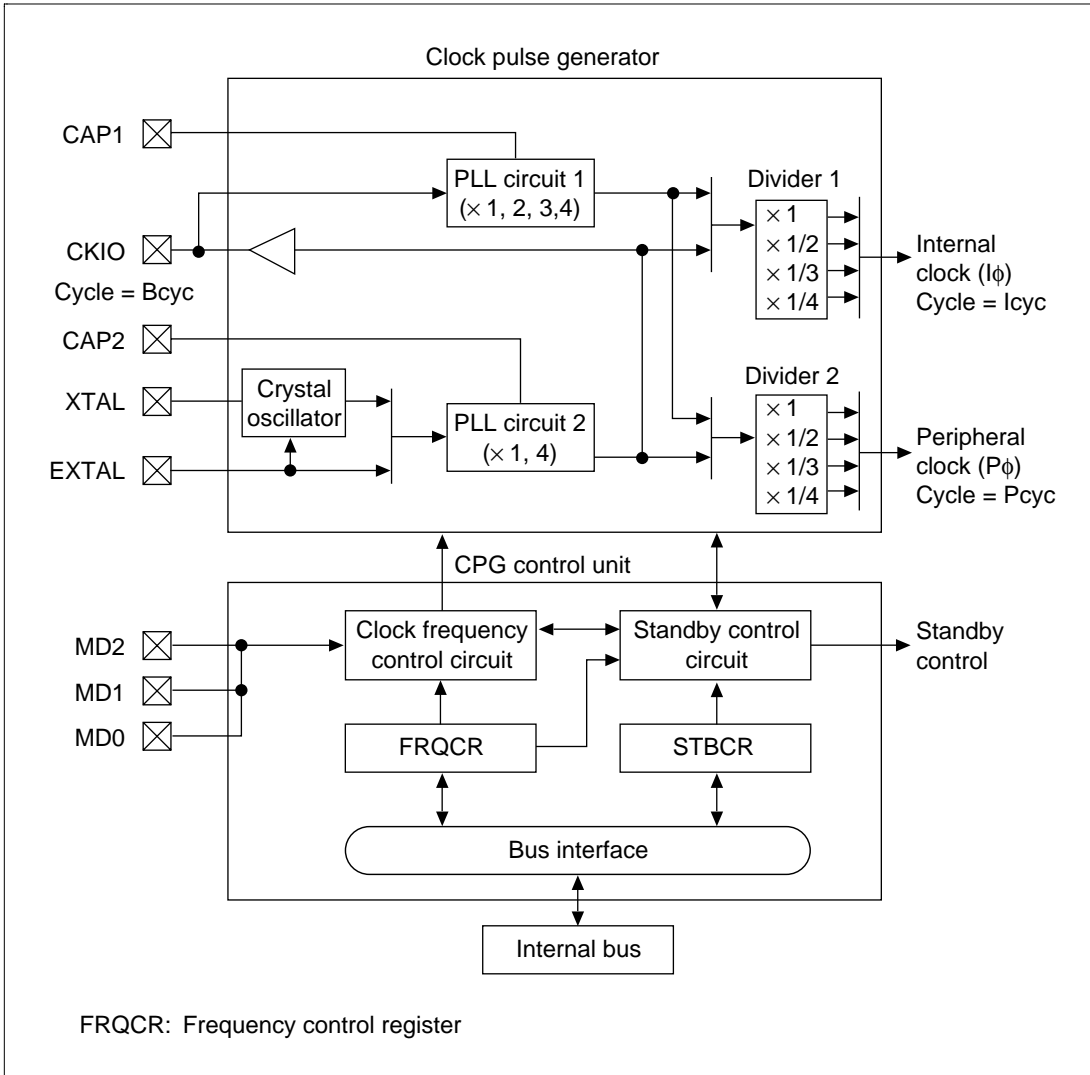 Clock pulse generator
CAP1
PLL circuit 1
(× 1, 2, 3,4)
Divider 1
× 1
× 1/2
× 1/3
× 1/4
CKIO
Cycle = Bcyc
Internal
clock (Iϕ)
Cycle = Icyc
CAP2
XTAL
Crystal
oscillator
EXTAL
PLL circuit 2
(× 1, 4)
Divider 2
× 1
× 1/2
× 1/3
× 1/4
Peripheral
clock (Pϕ)
Cycle = Pcyc
CPG control unit
MD2
MD1
MD0
Clock frequency
control circuit
Standby control
circuit
Standby
control
FRQCR
STBCR
Bus interface
Internal bus
FRQCR: Frequency control register